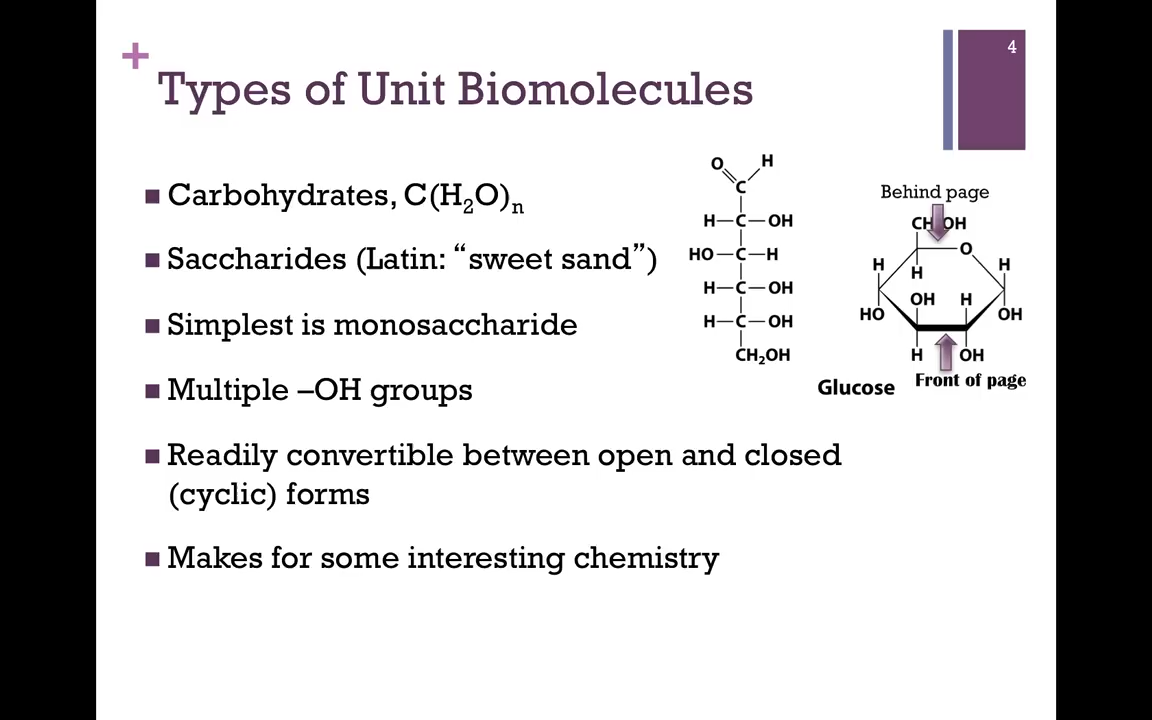 4
+
Types of Unit Biomolecules
Carbohydrates, C(H₂O)ₙ
Saccharides (Latin: “sweet sand”)
Simplest is monosaccharide
Multiple –OH groups
Readily convertible between open and closed
(cyclic) forms
Makes for some interesting chemistry
O H
C
H–C–OH
HO–C–H
H–C–OH
H–C–OH
CH₂OH
Behind page
CH OH
O
H H H
OH H
HO OH
H OH
Glucose
Front of page